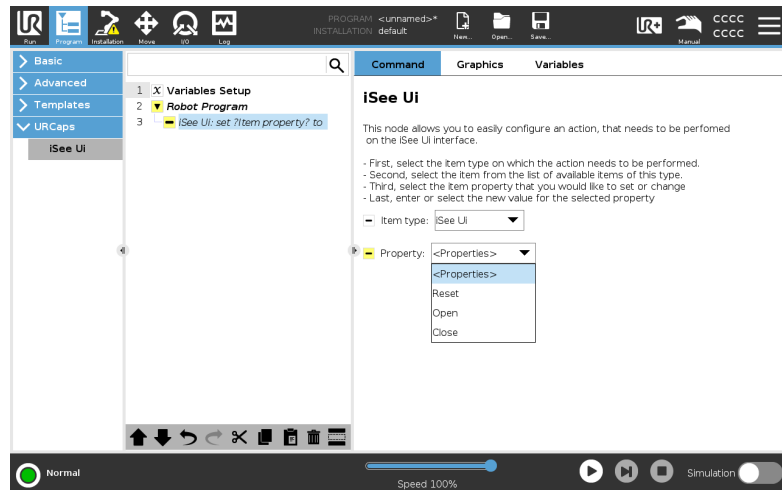 PROGRAM <unnamed>*
INSTALLATION default
Run
Program
Installation
Move
I/O
Log
New...
Open...
Save...
Manual
CCCC
CCCC
Basic
Advanced
Templates
URCaps
iSee Ui
1 X Variables Setup
2 Robot Program
3 iSee Ui: set ?Item property? to
Command
Graphics
Variables
iSee Ui
This node allows you to easily configure an action, that needs to be perfomed
on the iSee Ui interface.
- First, select the item type on which the action needs to be performed.
- Second, select the item from the list of available items of this type.
- Third, select the item property that you would like to set or change
- Last, enter or select the new value for the selected property
Item type: iSee Ui
Property: <Properties>
<Properties>
Reset
Open
Close
Normal
Speed 100%
Simulation
UR
UR+